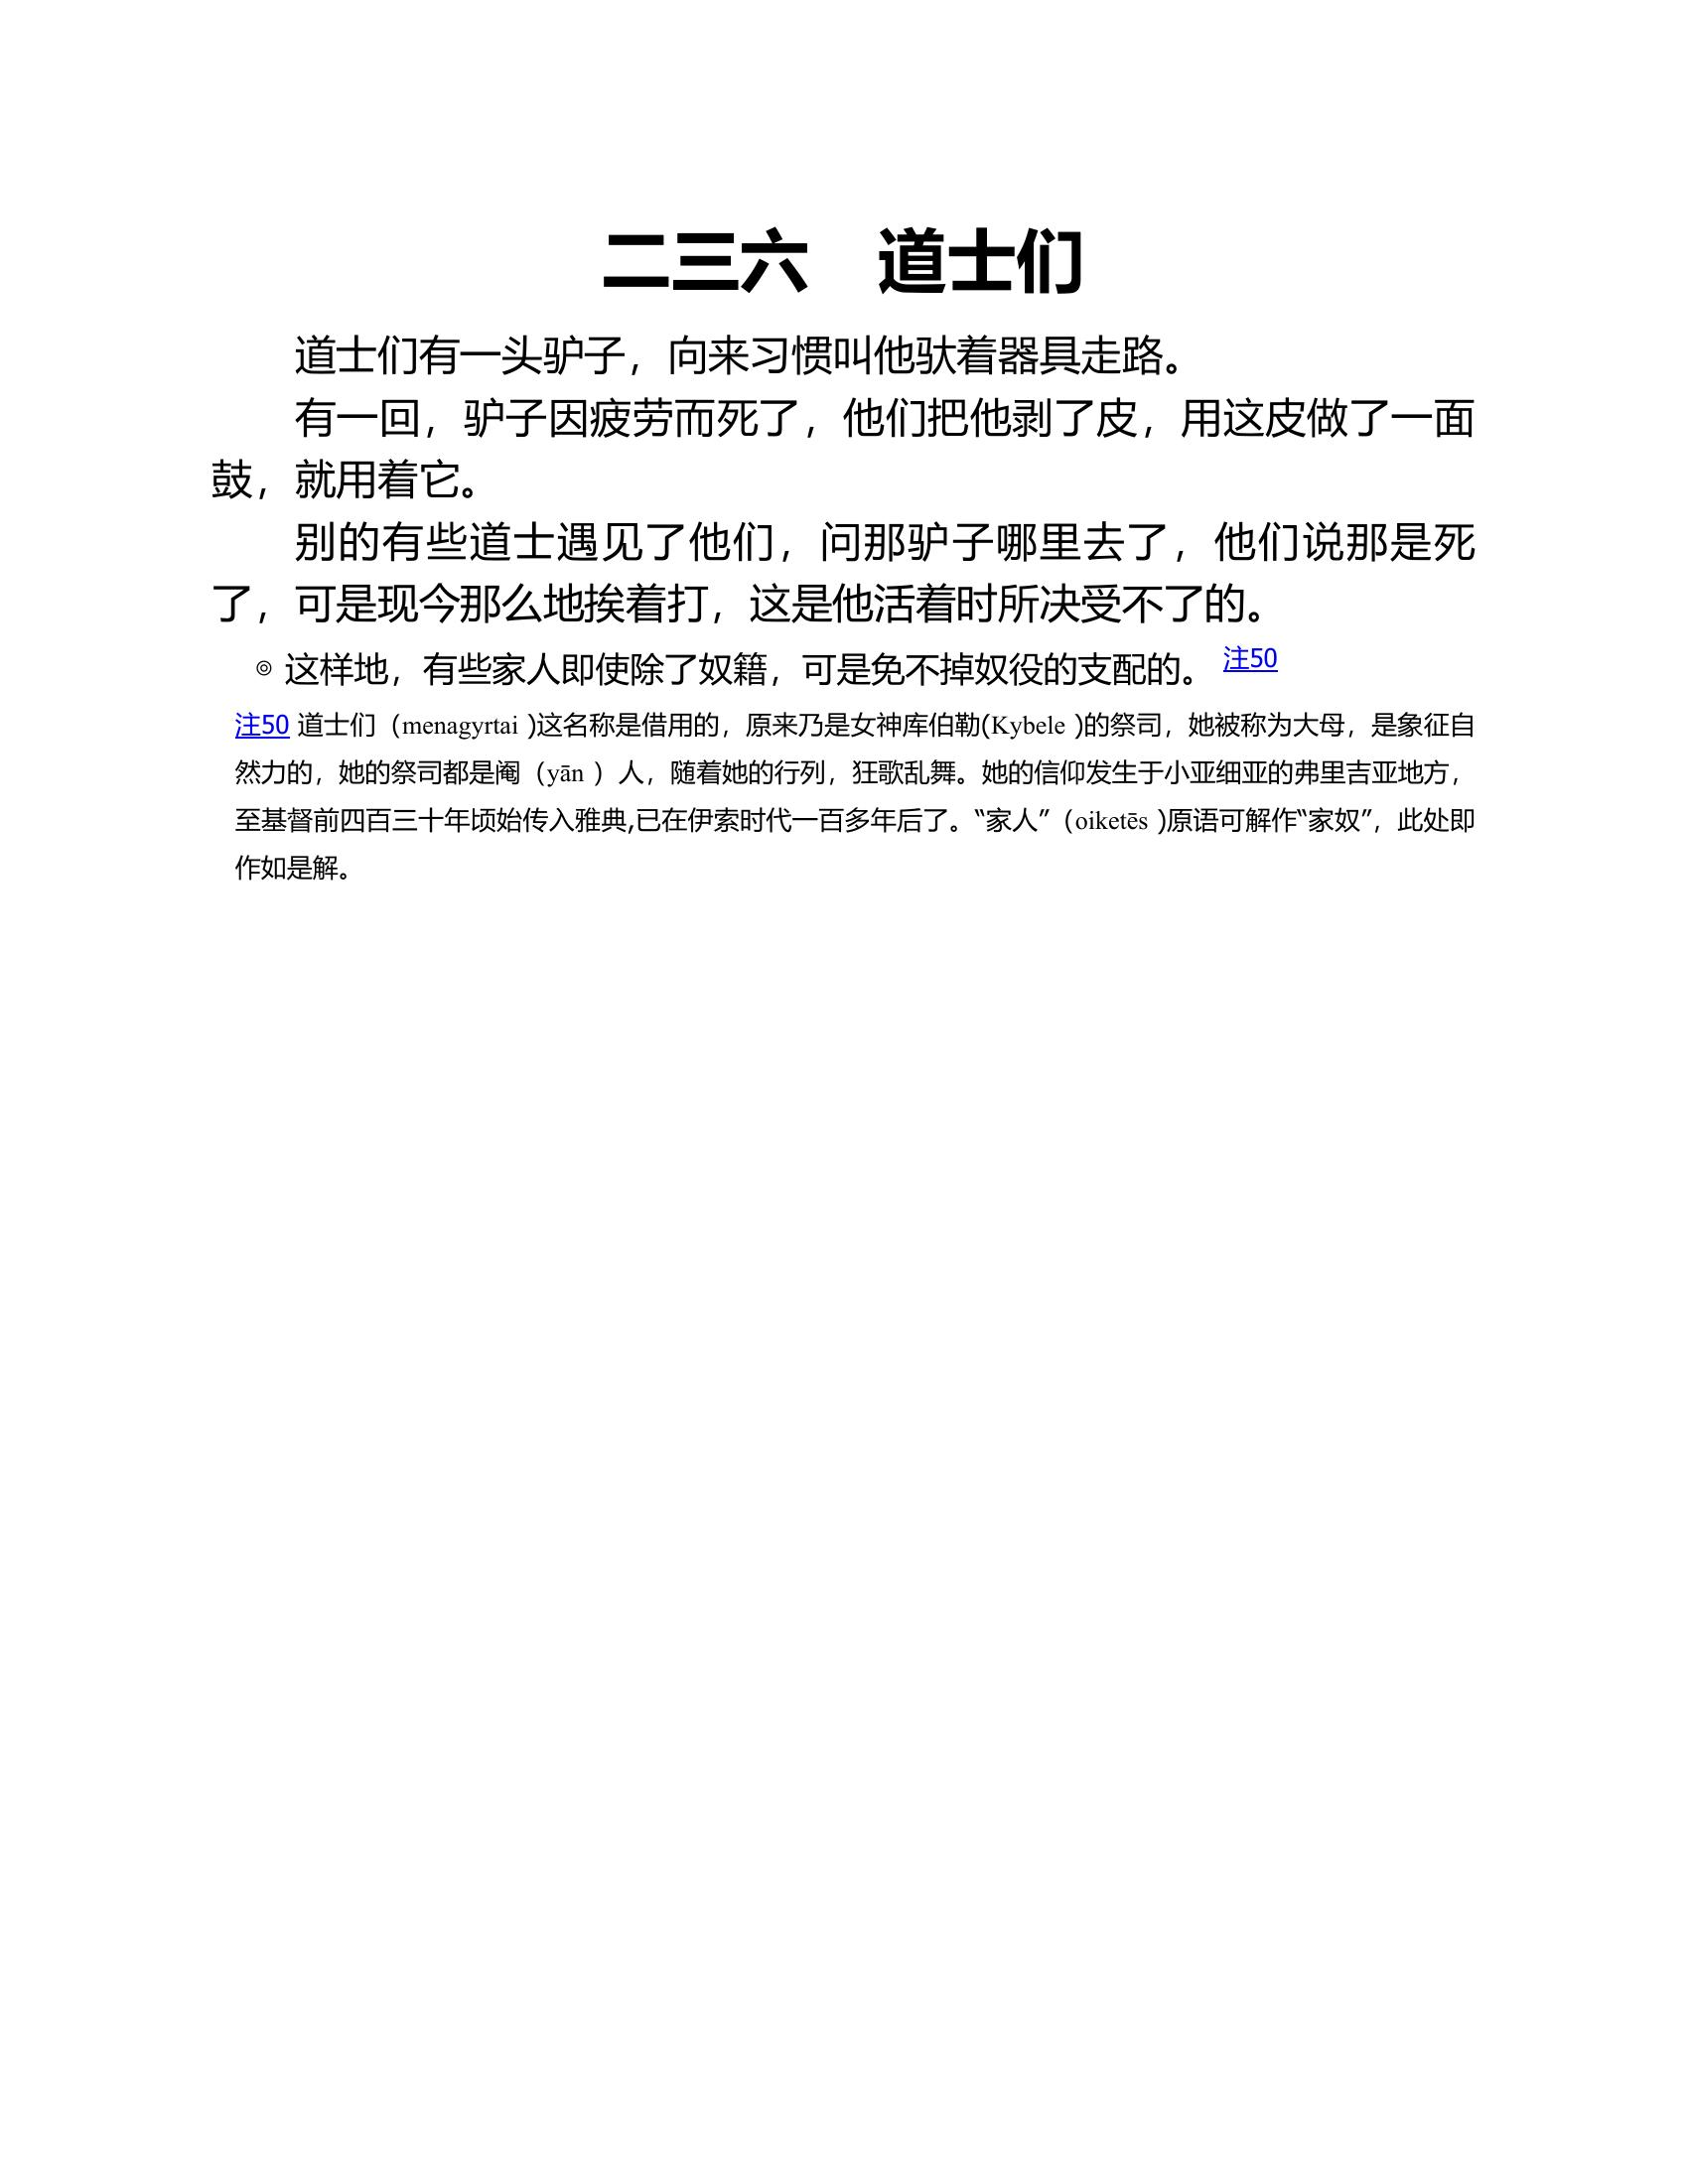 二三六　道士们
道士们有一头驴子，向来习惯叫他驮着器具走路。
有一回，驴子因疲劳而死了，他们把他剥了皮，用这皮做了一面
鼓，就用着它。
别的有些道士遇见了他们，问那驴子哪里去了，他们说那是死
了，可是现今那么地挨着打，这是他活着时所决受不了的。
◎ 这样地，有些家人即使除了奴籍，可是免不掉奴役的支配的。 注50
注50 道士们（menagyrtai )这名称是借用的，原来乃是女神库伯勒(Kybele )的祭司，她被称为大母，是象征自
然力的，她的祭司都是阉（yān ）人，随着她的行列，狂歌乱舞。她的信仰发生于小亚细亚的弗里吉亚地方，
至基督前四百三十年顷始传入雅典,已在伊索时代一百多年后了。“家人”（oiketēs )原语可解作“家奴”，此处即
作如是解。